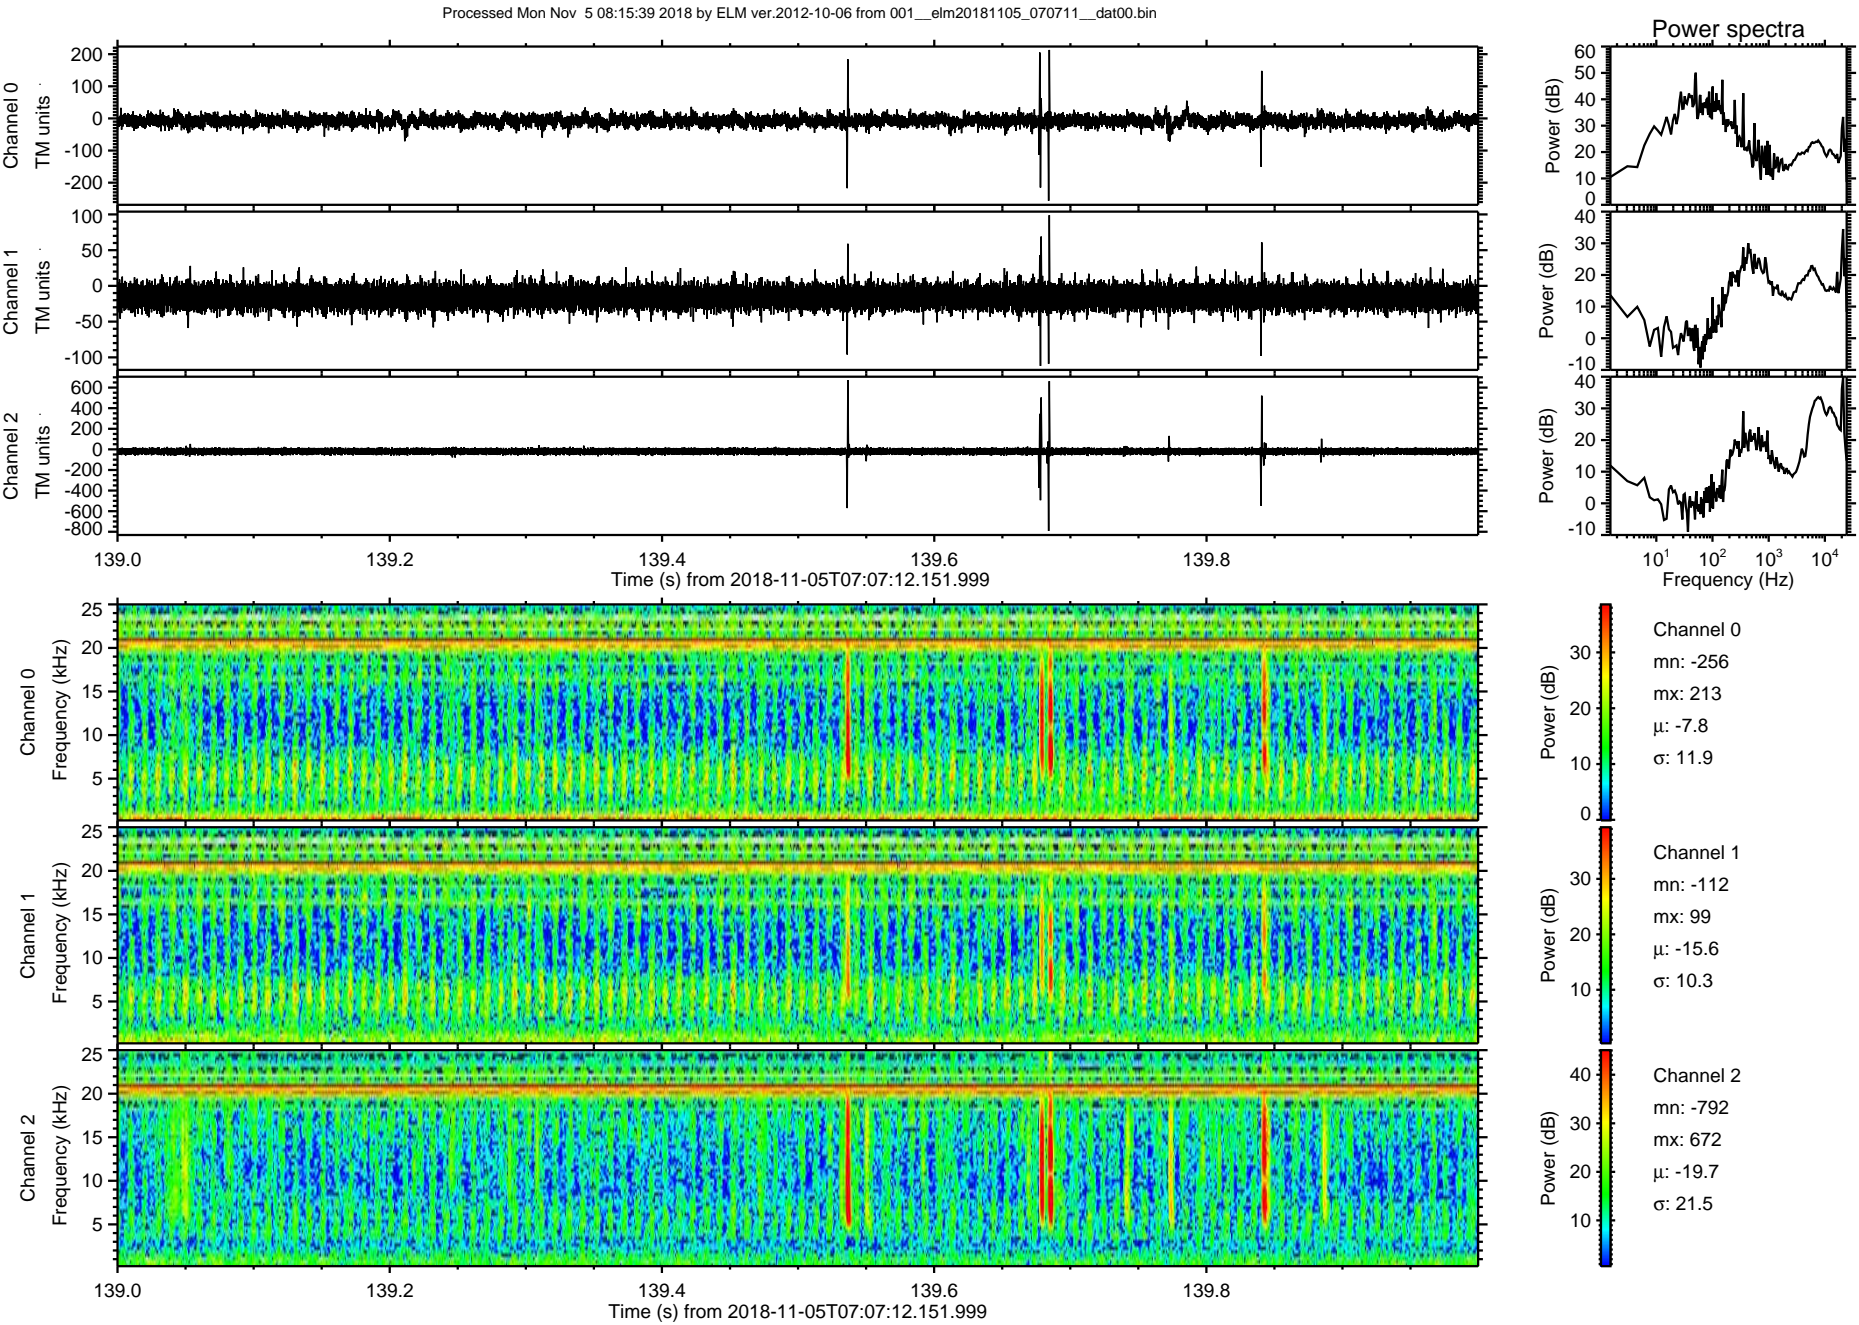 Processed Mon Nov  5 08:15:39 2018 by ELM ver.2012-10-06 from 001__elm20181105_070711__dat00.bin
Power spectra
Channel 0
TM units
200
100
0
-100
-200
Power (dB)
60
50
40
30
20
10
0
Channel 1
TM units
100
50
0
-50
-100
Power (dB)
40
30
20
10
0
-10
Channel 2
TM units
600
400
200
0
-200
-400
-600
-800
Power (dB)
40
30
20
10
0
-10
139.0 139.2 139.4 139.6 139.8
Time (s) from 2018-11-05T07:07:12.151.999
10¹ 10² 10³ 10⁴
Frequency (Hz)
Channel 0
Frequency (kHz)
25
20
15
10
5
Power (dB)
30
20
10
0
Channel 0
mn: -256
mx: 213
μ: -7.8
σ: 11.9
Channel 1
Frequency (kHz)
25
20
15
10
5
Power (dB)
30
20
10
Channel 1
mn: -112
mx: 99
μ: -15.6
σ: 10.3
Channel 2
Frequency (kHz)
25
20
15
10
5
Power (dB)
40
30
20
10
Channel 2
mn: -792
mx: 672
μ: -19.7
σ: 21.5
139.0 139.2 139.4 139.6 139.8
Time (s) from 2018-11-05T07:07:12.151.999